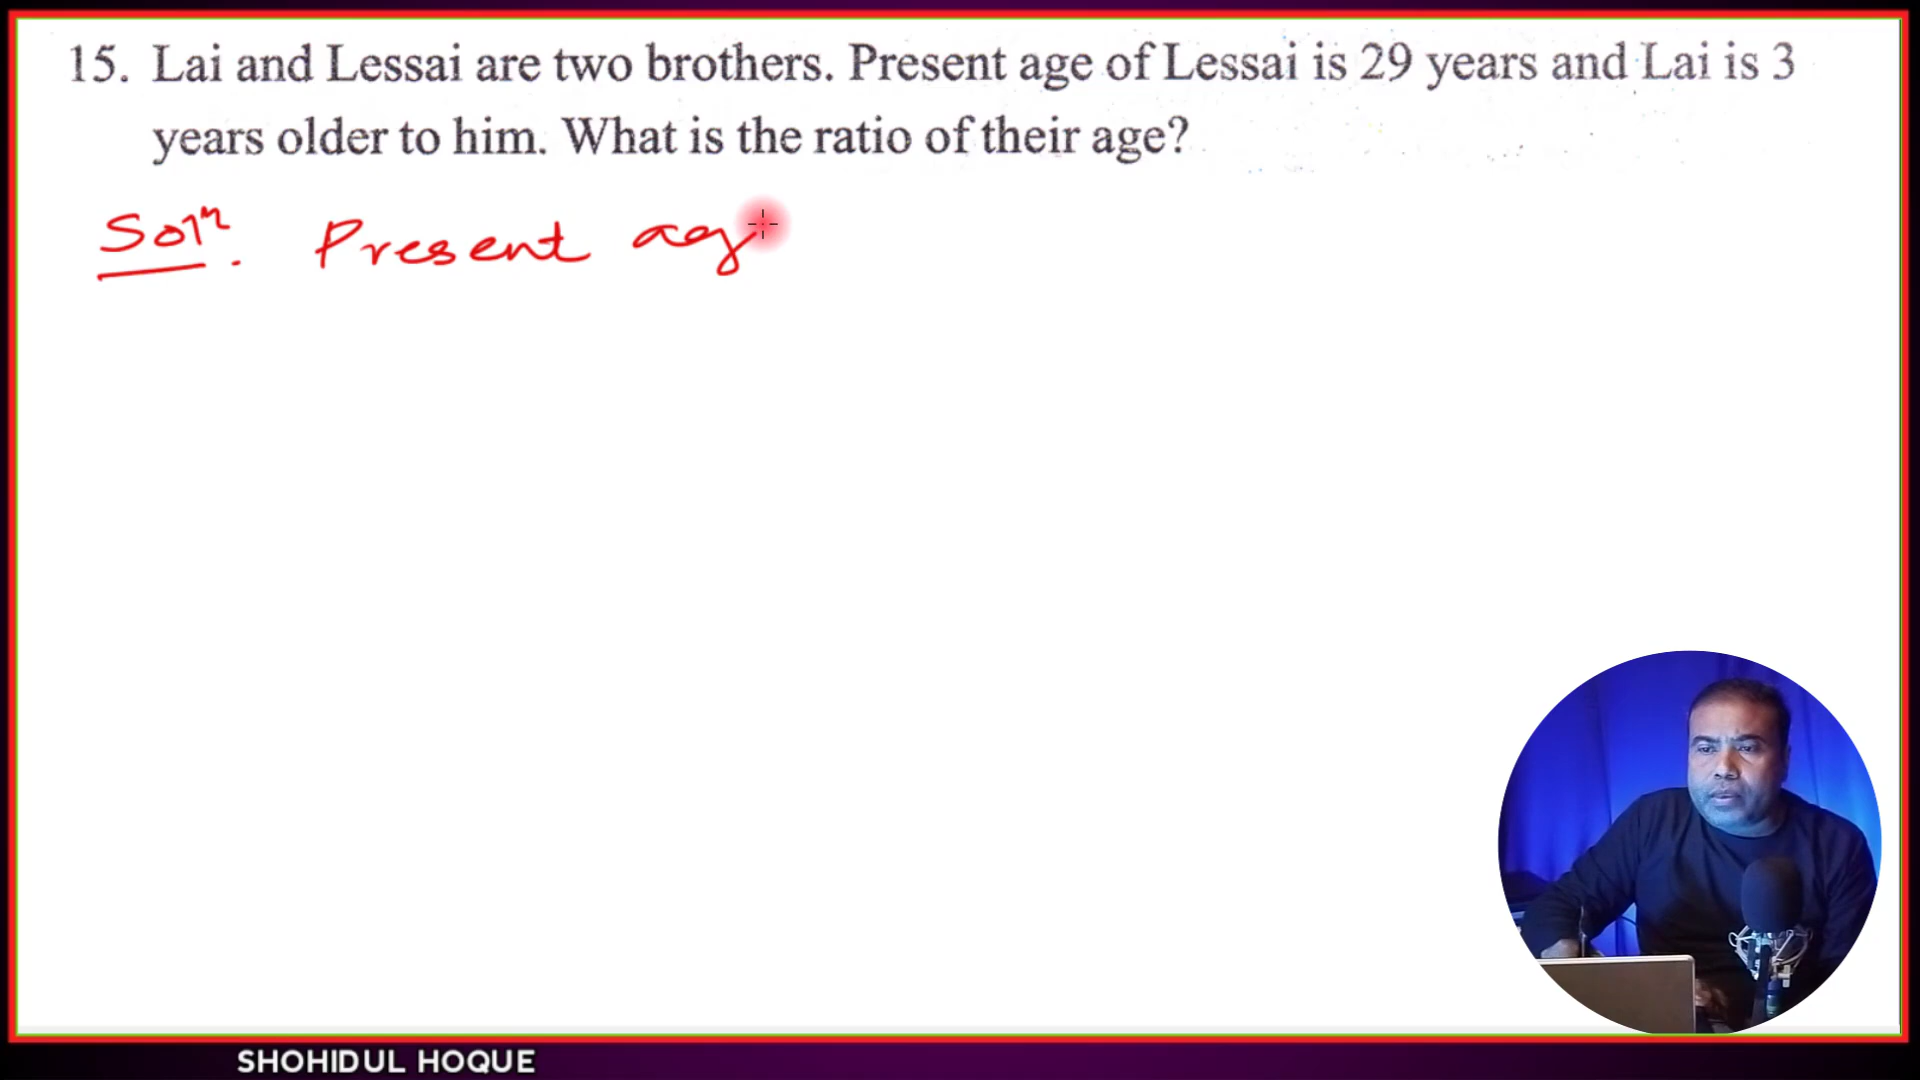 15. Lai and Lessai are two brothers. Present age of Lessai is 29 years and Lai is 3
years older to him. What is the ratio of their age?
Solⁿ. Present ag
SHOHIDUL HOQUE